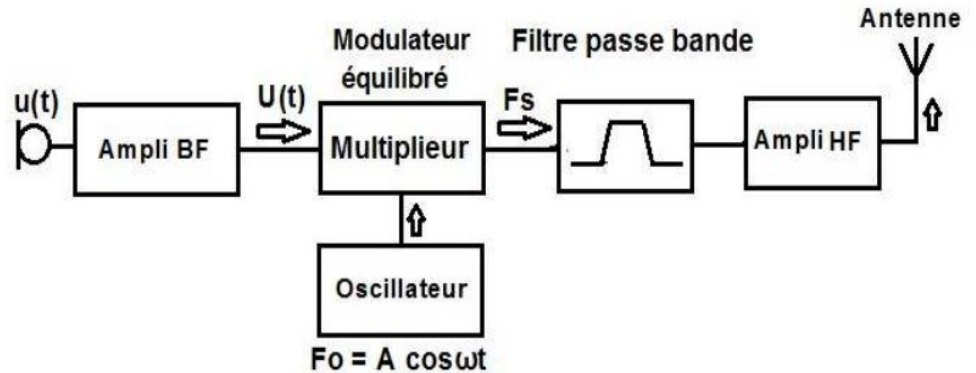 Antenne
Modulateur
équilibré
Filtre passe bande
u(t)
U(t)
Fs
Ampli BF
Multiplieur
Ampli HF
Oscillateur
Fo = A cosωt